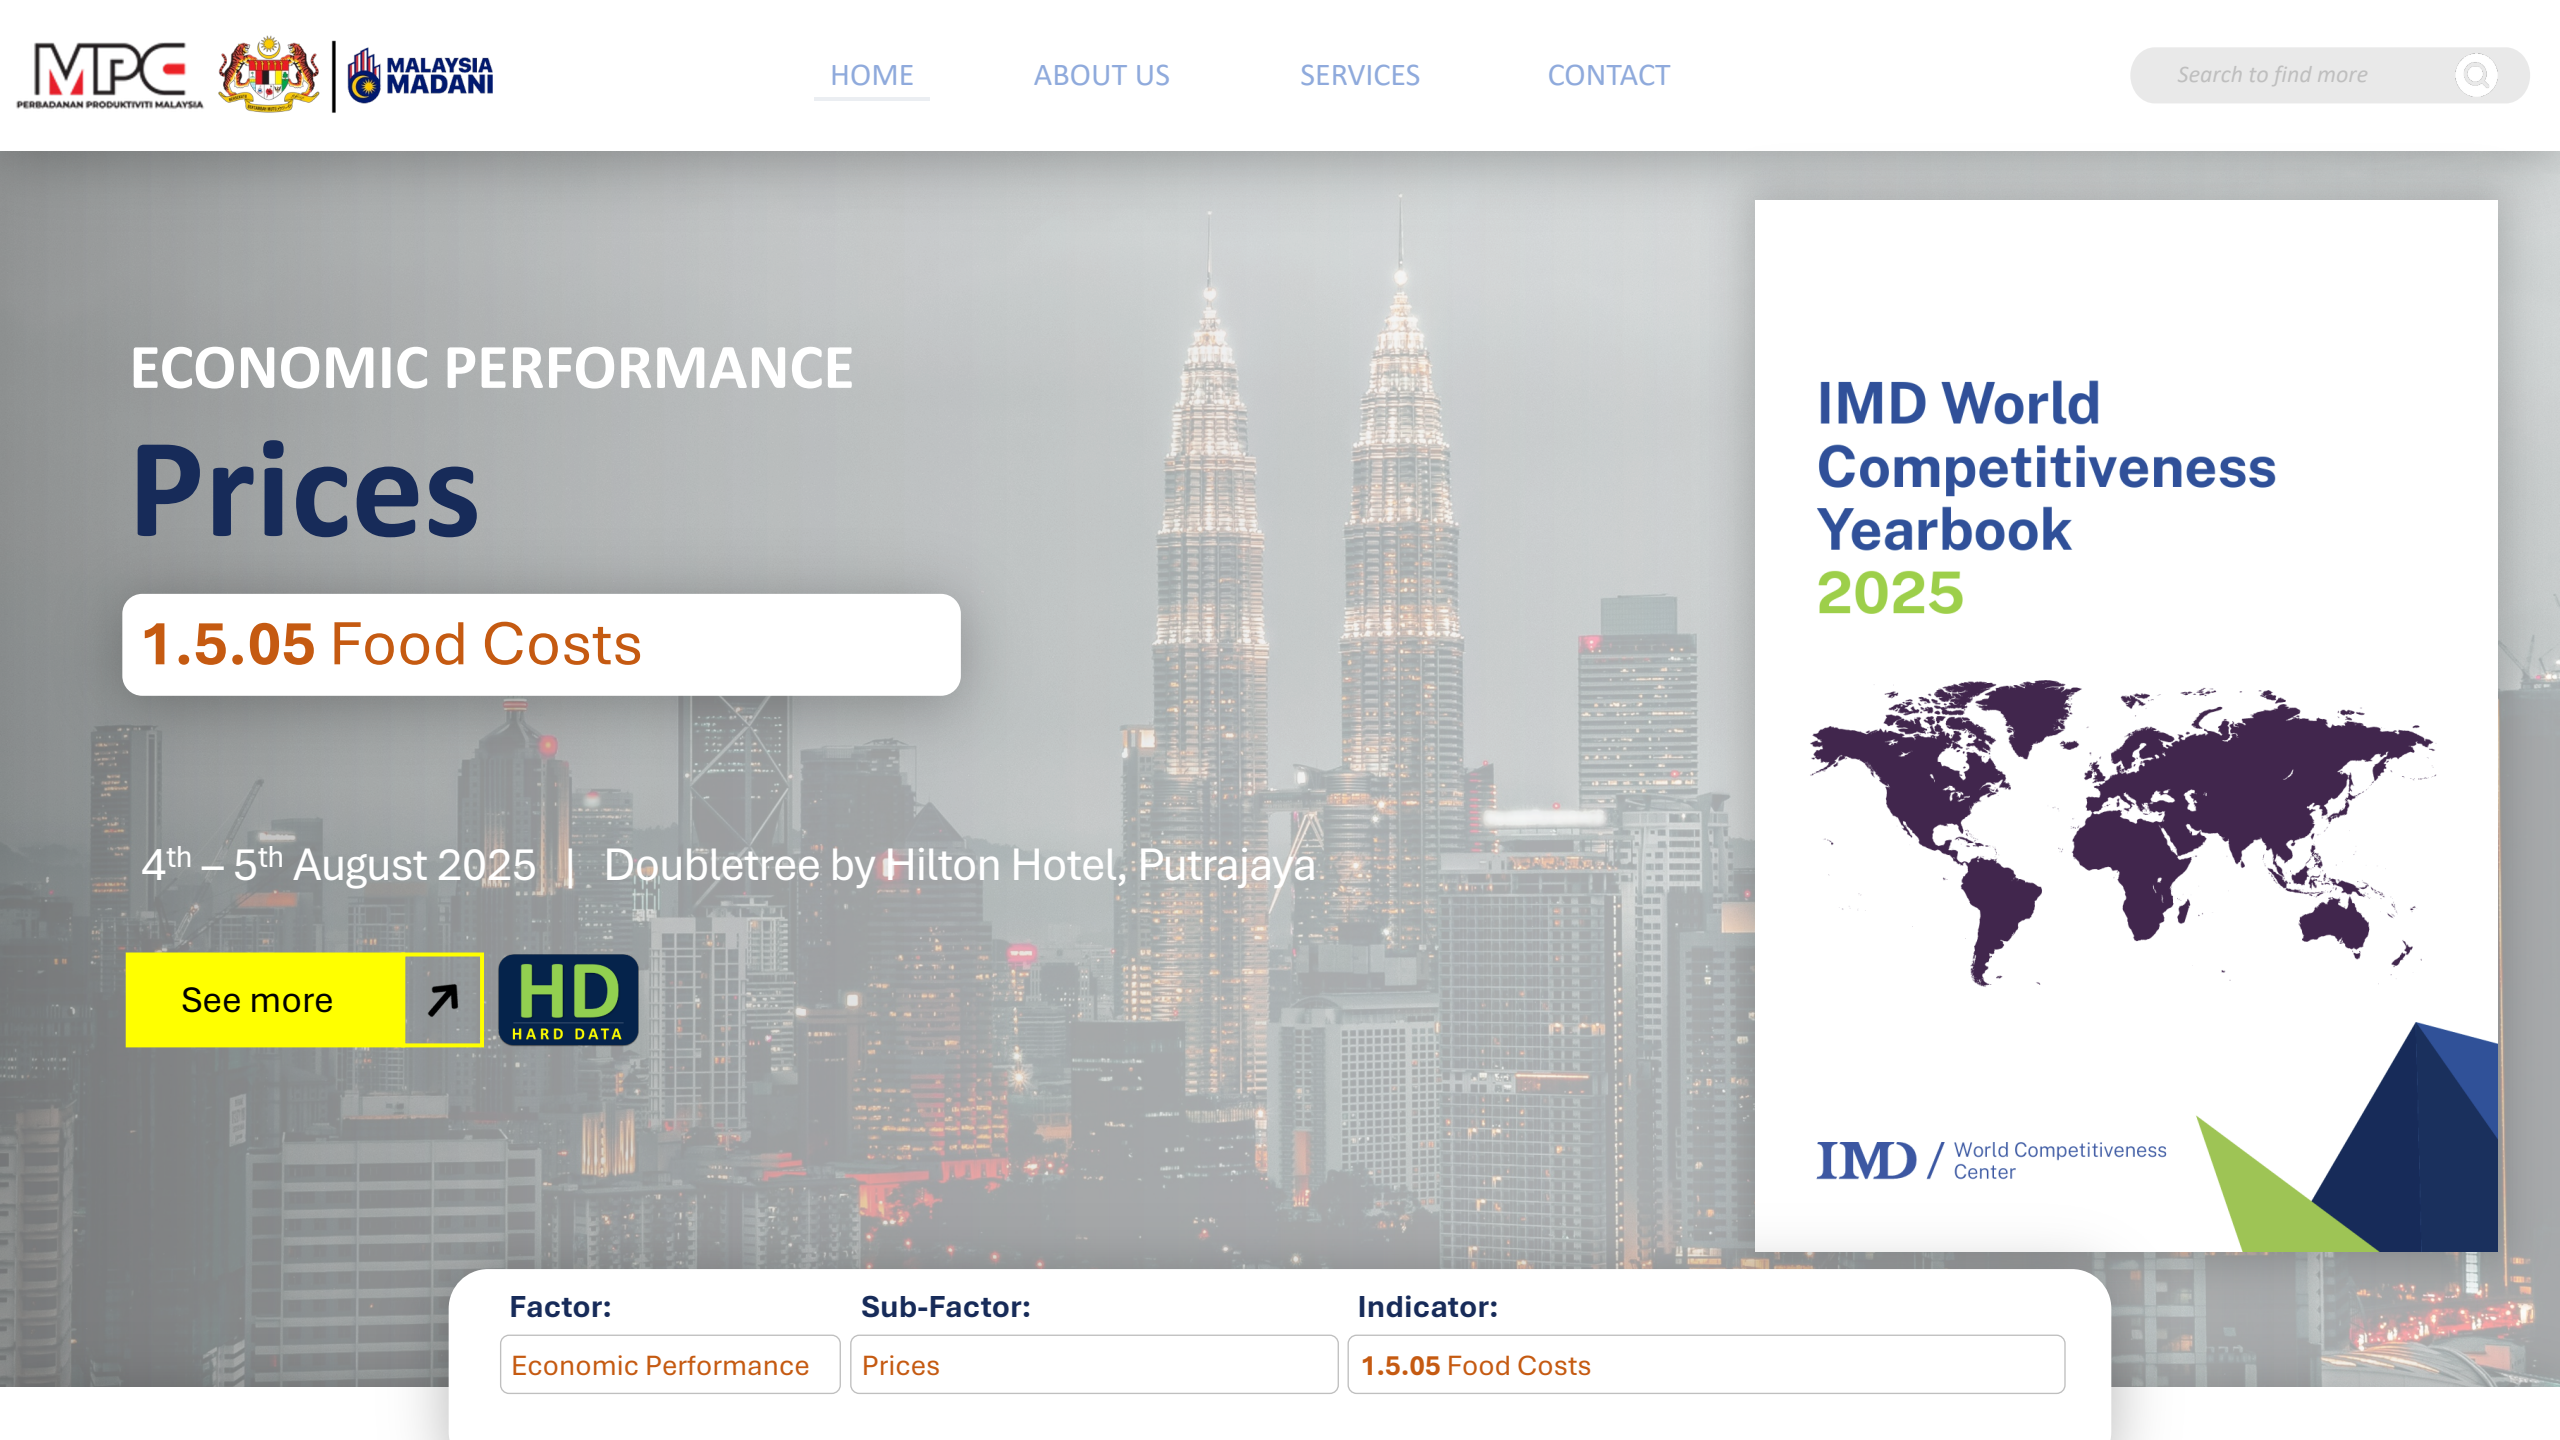 MPC
PERBADANAN PRODUKTIVITI MALAYSIA
MALAYSIA
MADANI
HOME
ABOUT US
SERVICES
CONTACT
Search to find more
ECONOMIC PERFORMANCE
Prices
1.5.05 Food Costs
4th – 5th August 2025 | Doubletree by Hilton Hotel, Putrajaya
See more
HD
HARD DATA
IMD World
Competitiveness
Yearbook
2025
IMD / World Competitiveness
Center
Factor:
Sub-Factor:
Indicator:
Economic Performance
Prices
1.5.05 Food Costs